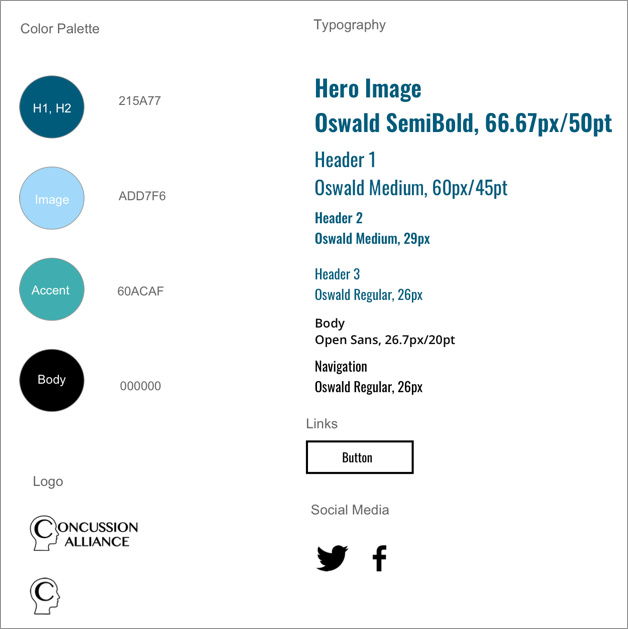 Color Palette
H1, H2
215A77
Image
ADD7F6
Accent
60ACAF
Body
000000
Logo
CONCUSSION
ALLIANCE
C
Typography
Hero Image
Oswald SemiBold, 66.67px/50pt
Header 1
Oswald Medium, 60px/45pt
Header 2
Oswald Medium, 29px
Header 3
Oswald Regular, 26px
Body
Open Sans, 26.7px/20pt
Navigation
Oswald Regular, 26px
Links
Button
Social Media